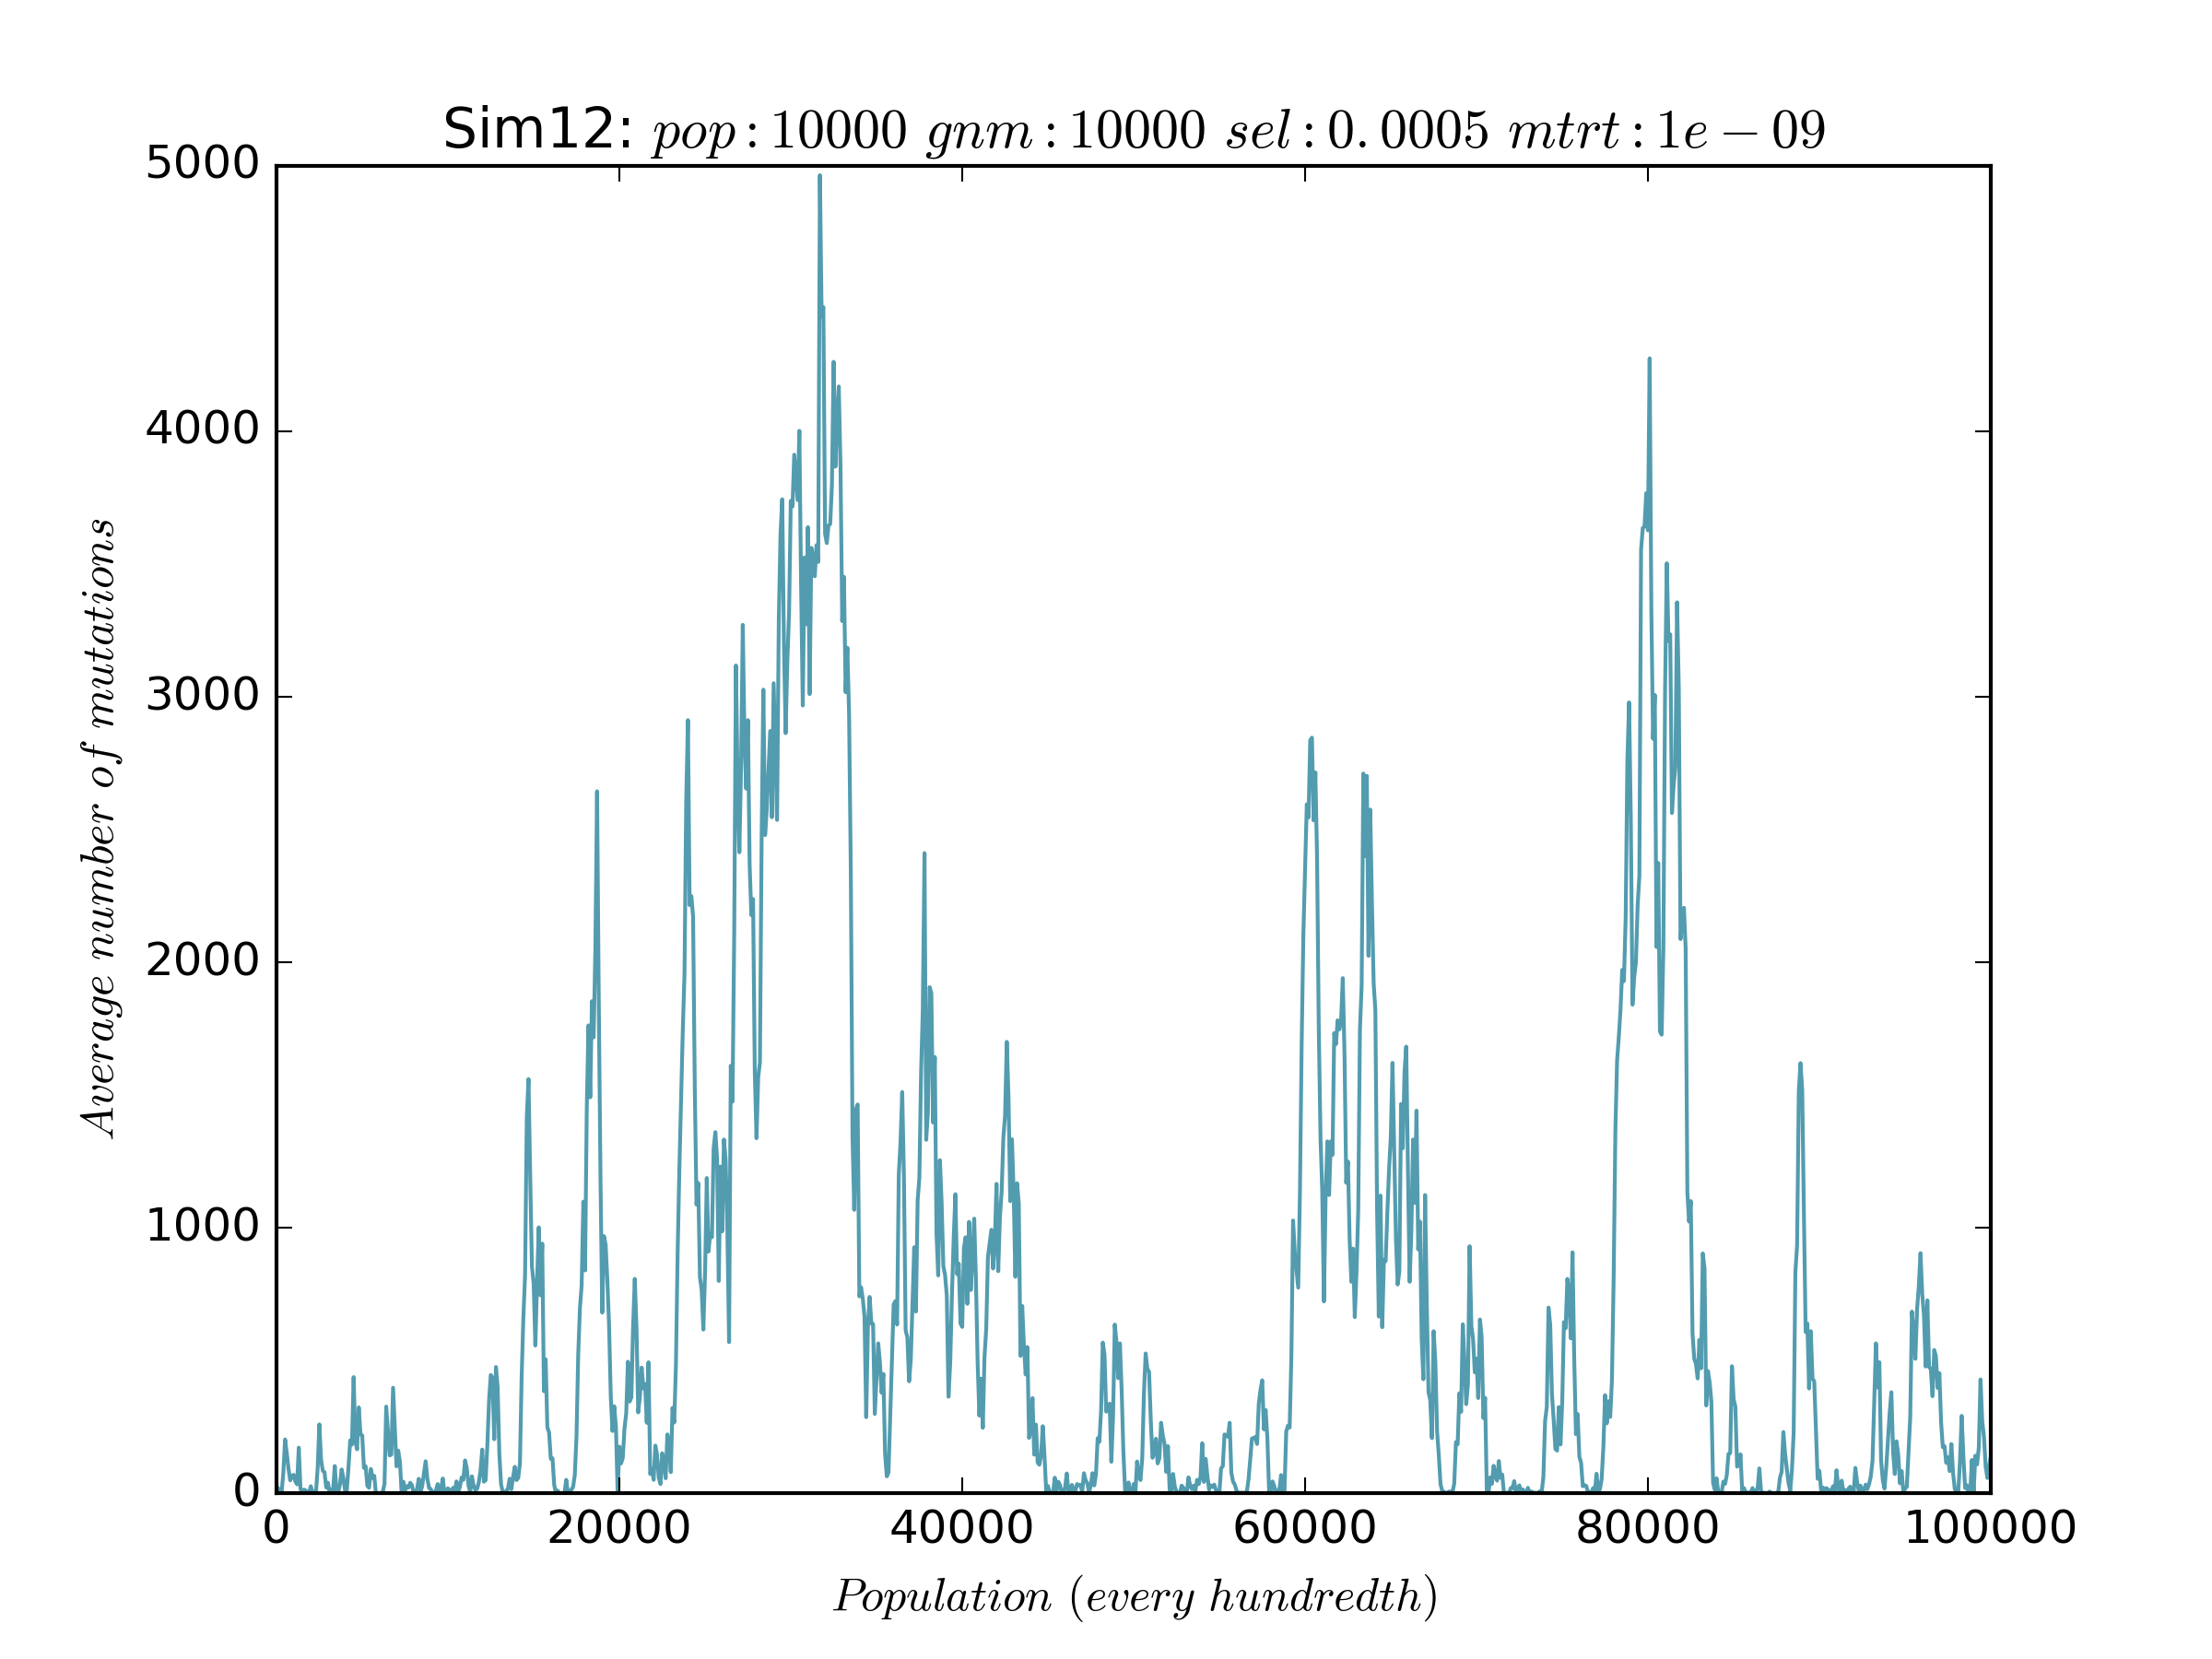 Sim12: pop : 10000 gnm : 10000 sel : 0.0005 mtrt : 1e − 09
5000
4000
3000
2000
1000
0
Average number of mutations
0 20000 40000 60000 80000 100000
Population (every hundredth)